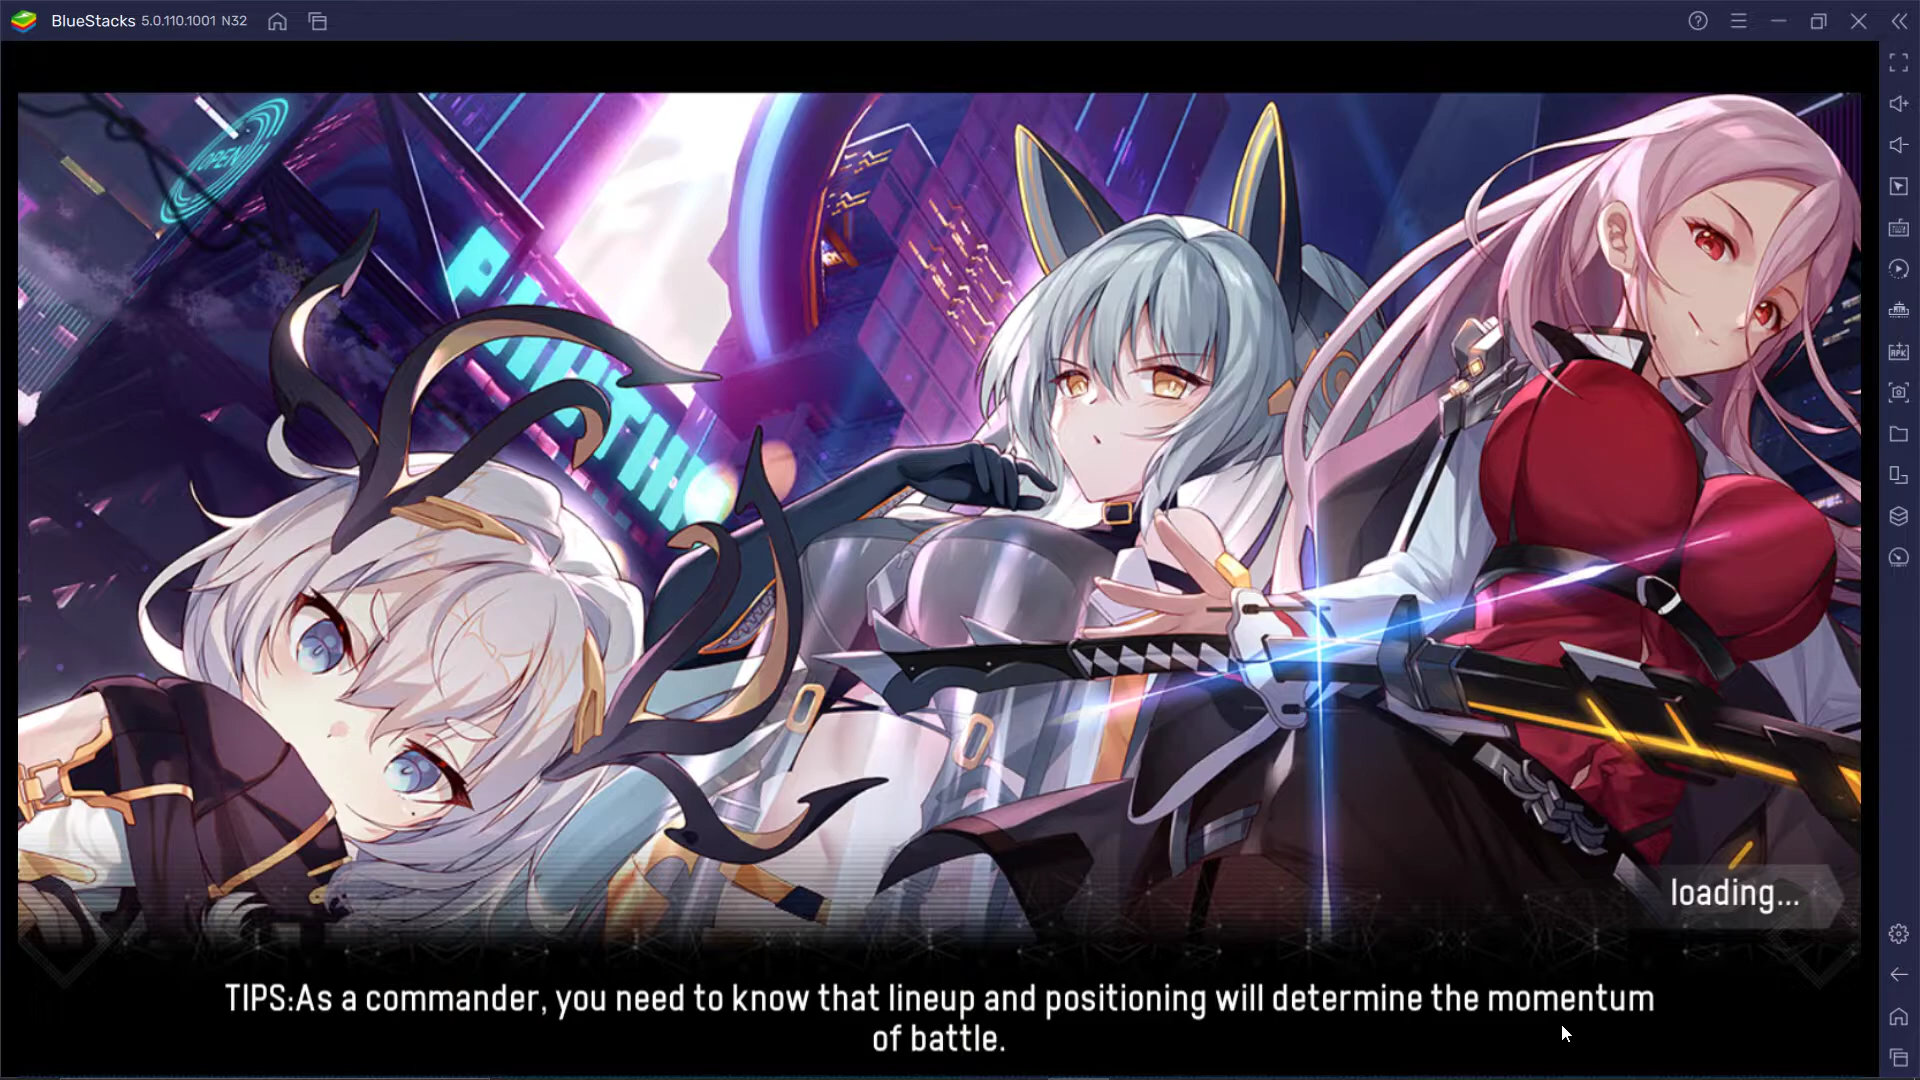 BlueStacks 5.0.110.1001 N32
OPEN
loading...
TIPS:As a commander, you need to know that lineup and positioning will determine the momentum
of battle.